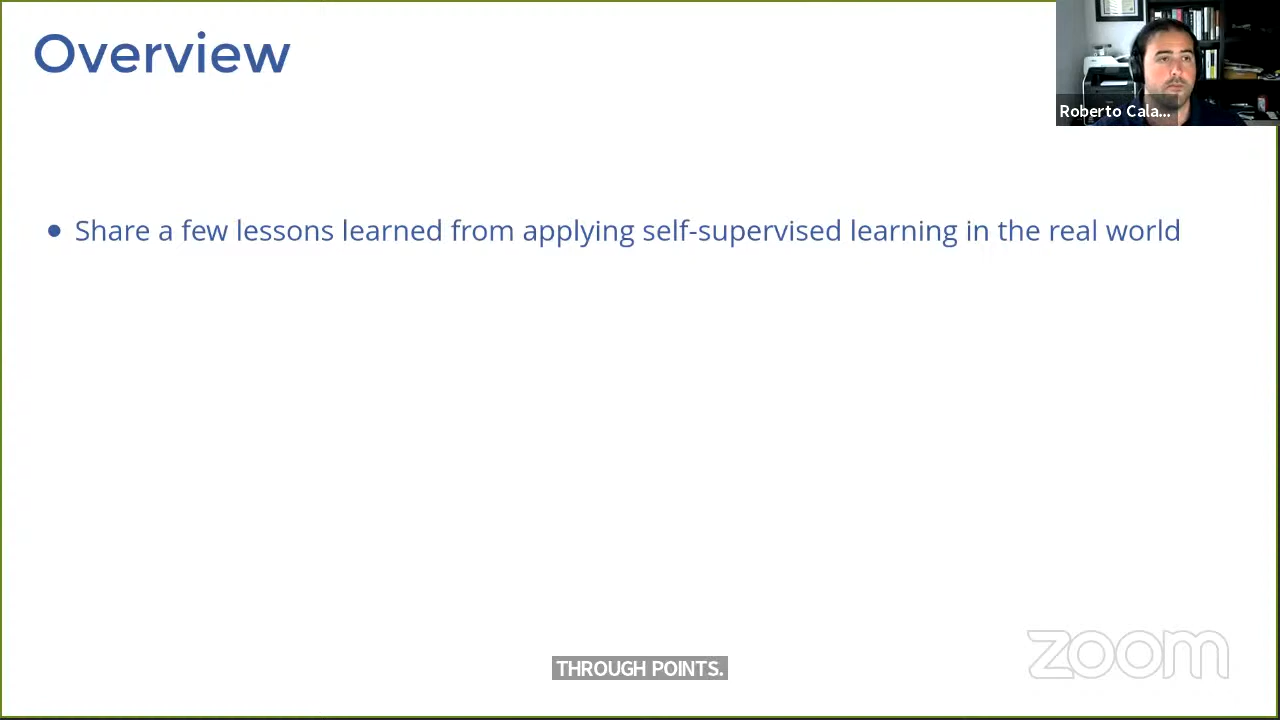 Overview
Roberto Cala...
• Share a few lessons learned from applying self-supervised learning in the real world
THROUGH POINTS.
zoom